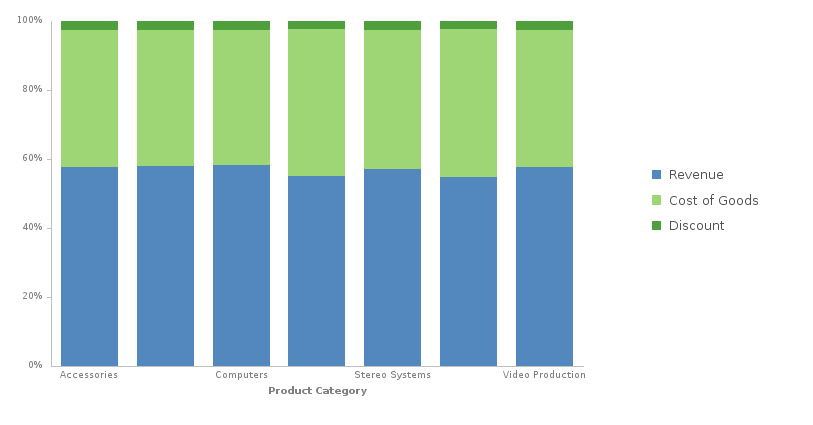 100%
80%
60%
40%
20%
0%
Accessories Computers Stereo Systems Video Production
Product Category
Revenue
Cost of Goods
Discount